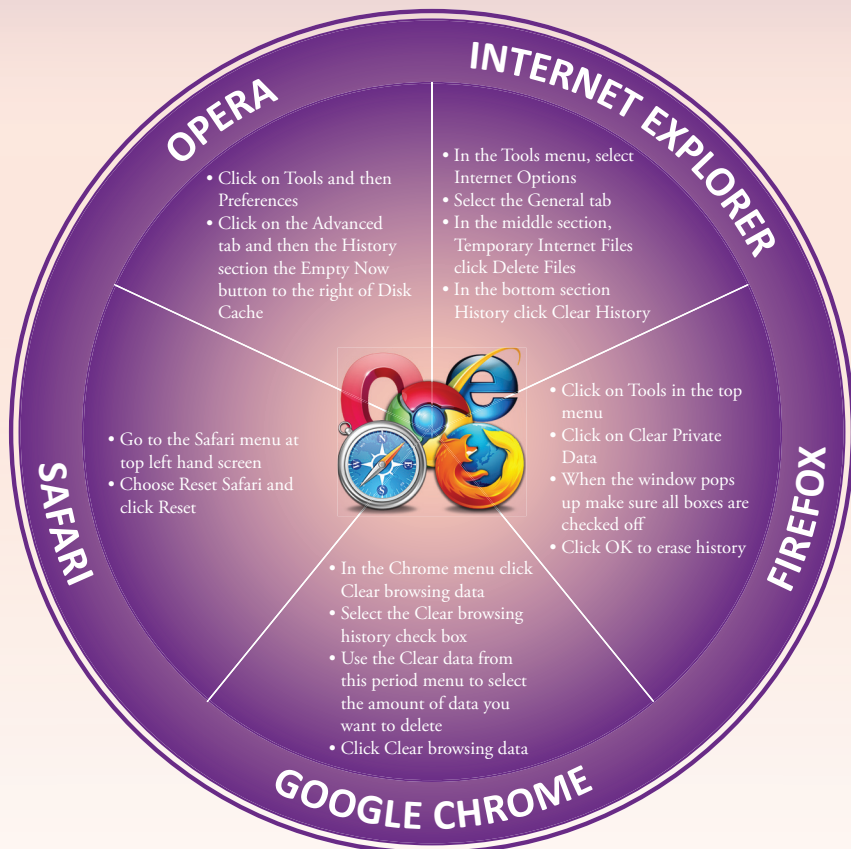 OPERA
• Click on Tools and then
Preferences
• Click on the Advanced
tab and then the History
section the Empty Now
button to the right of Disk
Cache
INTERNET EXPLORER
• In the Tools menu, select
Internet Options
• Select the General tab
• In the middle section,
Temporary Internet Files
click Delete Files
• In the bottom section
History click Clear History
FIREFOX
• Click on Tools in the top
menu
• Click on Clear Private
Data
• When the window pops
up make sure all boxes are
checked off
• Click OK to erase history
GOOGLE CHROME
• In the Chrome menu click
Clear browsing data
• Select the Clear browsing
history check box
• Use the Clear data from
this period menu to select
the amount of data you
want to delete
• Click Clear browsing data
SAFARI
• Go to the Safari menu at
top left hand screen
• Choose Reset Safari and
click Reset